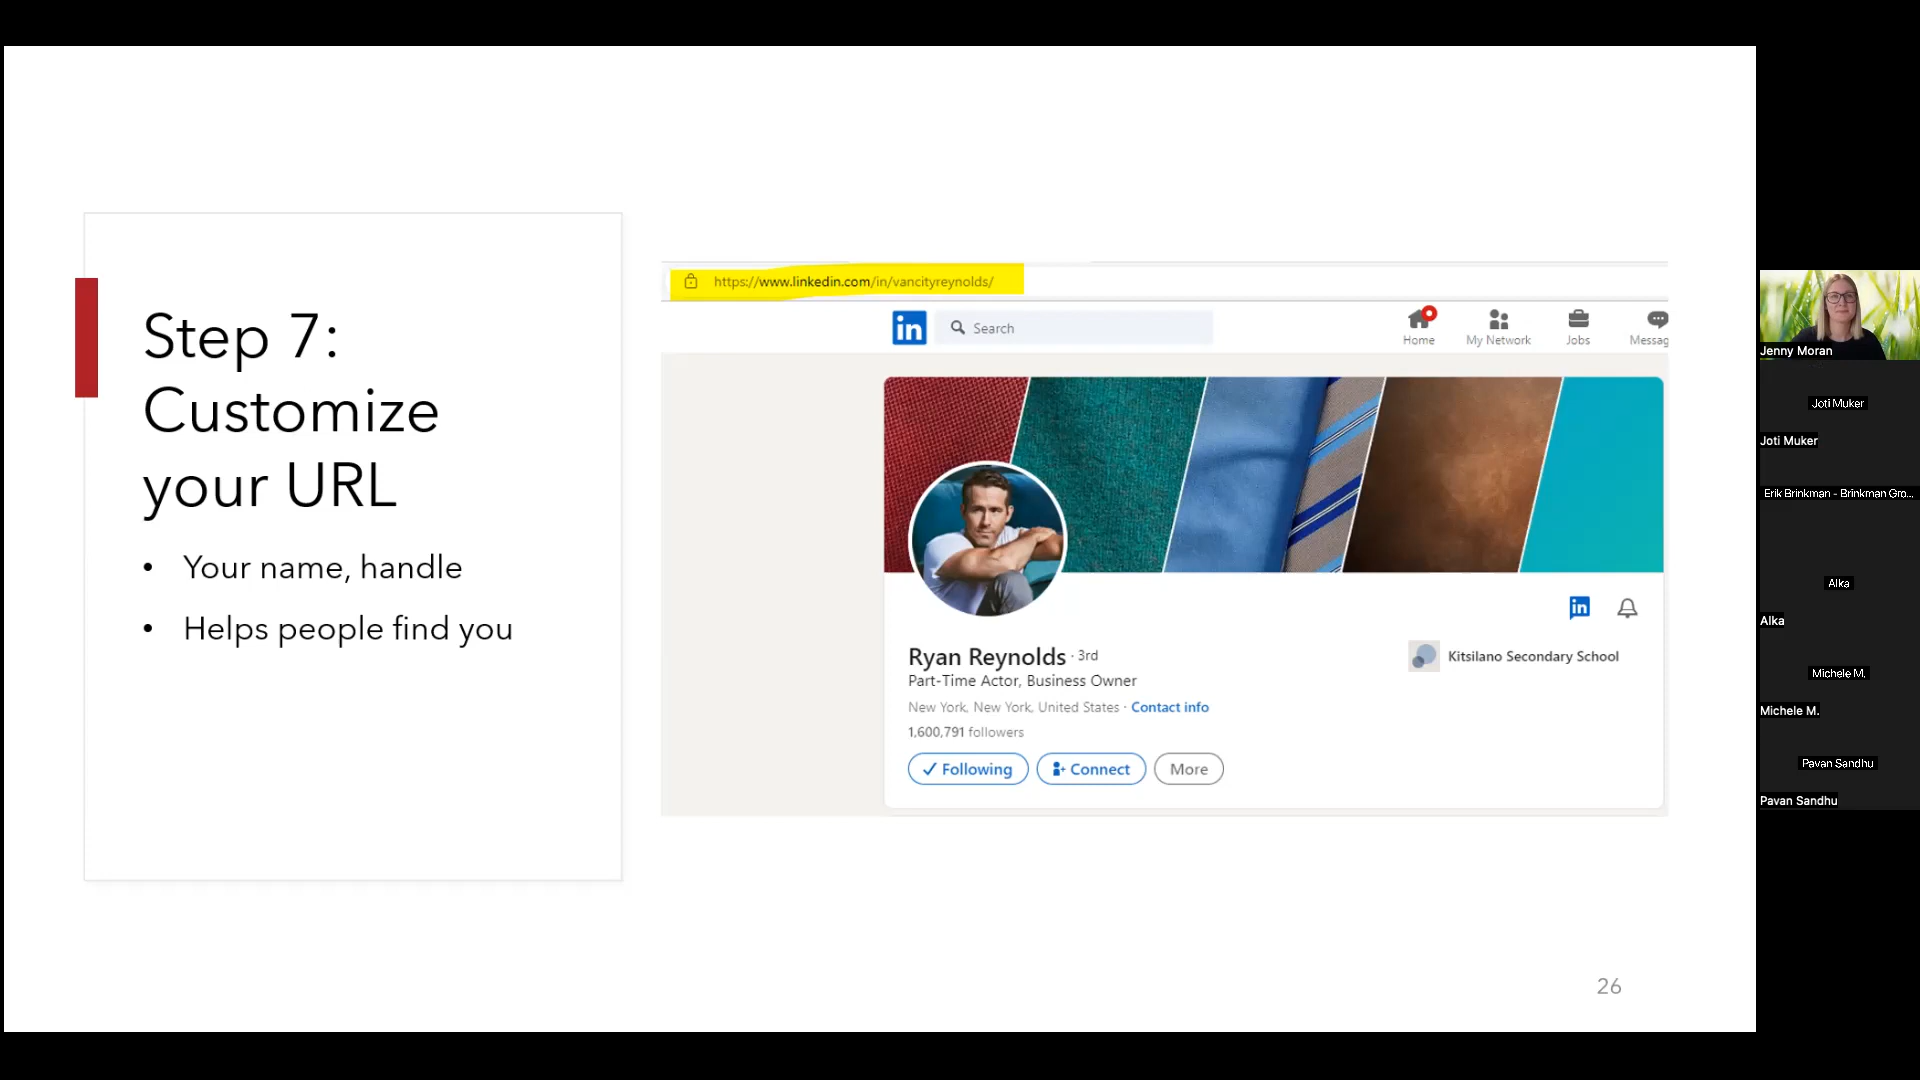 Step 7:
Customize
your URL
• Your name, handle
• Helps people find you
https://www.linkedin.com/in/vancityreynolds/
in
Search
Home
My Network
Jobs
Messag
in
Ryan Reynolds · 3rd
Part-Time Actor, Business Owner
New York, New York, United States · Contact info
1,600,791 followers
Kitsilano Secondary School
Following
Connect
More
26
Jenny Moran
Joti Muker
Joti Muker
Erik Brinkman - Brinkman Gro...
Alka
Alka
Michele M.
Michele M.
Pavan Sandhu
Pavan Sandhu